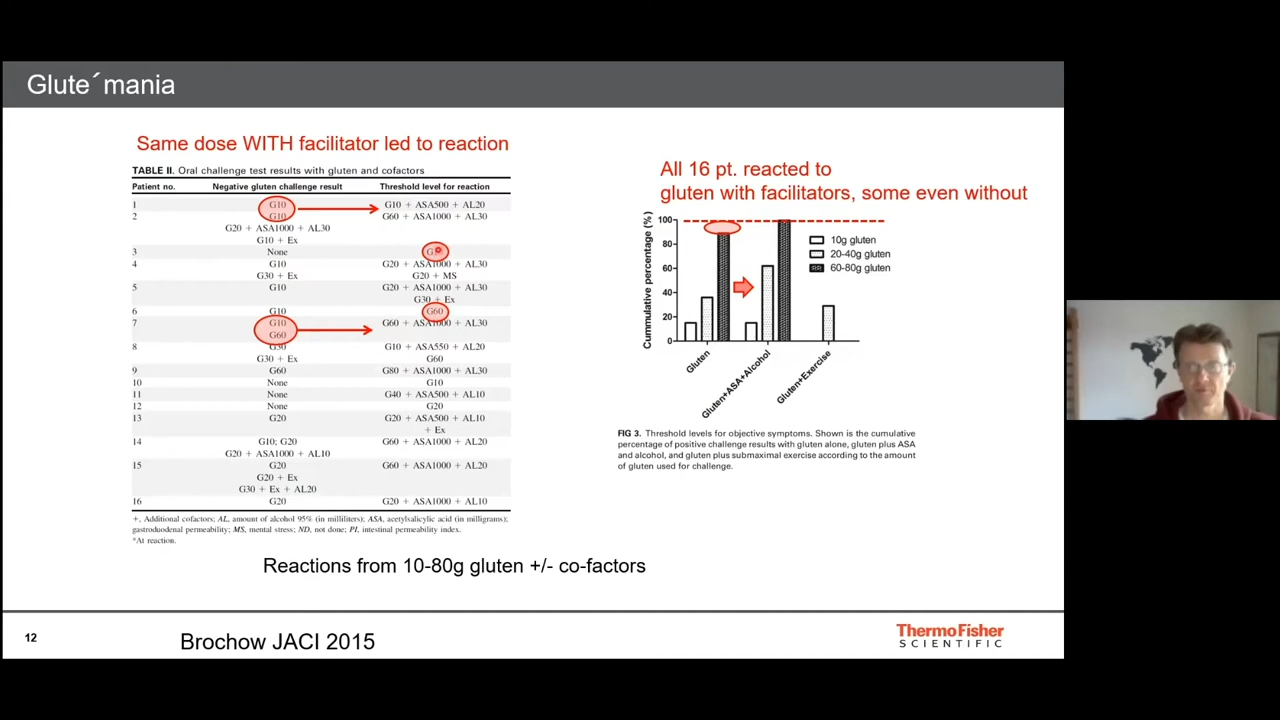 Glute´mania
Same dose WITH facilitator led to reaction
TABLE II. Oral challenge test results with gluten and cofactors
Patient no. Negative gluten challenge result Threshold level for reaction
1 G10 G10 + ASA500 + AL20
2 G10 G60 + ASA1000 + AL30
G20 + ASA1000 + AL30
G10 + Ex
3 None
4 G10 G20 + ASA1000 + AL30
G30 + Ex G20 + MS
5 G10 G20 + ASA1000 + AL30
G30 + Ex
6 G10 G60
7 G10 G60 + ASA1000 + AL30
G60
8 G30 G10 + ASA550 + AL20
G30 + Ex G60
9 G60 G80 + ASA1000 + AL30
10 None G10
11 None G40 + ASA500 + AL10
12 None G20
13 G20 G20 + ASA500 + AL10
+ Ex
14 G10; G20 G60 + ASA1000 + AL20
G20 + ASA1000 + AL10
15 G20 G60 + ASA1000 + AL20
G20 + Ex
G30 + Ex + AL20
16 G20 G20 + ASA1000 + AL10
+, Additional cofactors; AL, amount of alcohol 95% (in milliliters); ASA, acetylsalicylic acid (in milligrams);
gastroduodenal permeability; MS, mental stress; ND, not done; PI, intestinal permeability index.
*At reaction.
All 16 pt. reacted to
gluten with facilitators, some even without
Cummulative percentage (%)
100
80
60
40
20
0
10g gluten
20-40g gluten
60-80g gluten
Gluten
Gluten+ASA+Alcohol
Gluten+Exercise
FIG 3. Threshold levels for objective symptoms. Shown is the cumulative
percentage of positive challenge results with gluten alone, gluten plus ASA
and alcohol, and gluten plus submaximal exercise according to the amount
of gluten used for challenge.
Reactions from 10-80g gluten +/- co-factors
12
Brochow JACI 2015
ThermoFisher
SCIENTIFIC